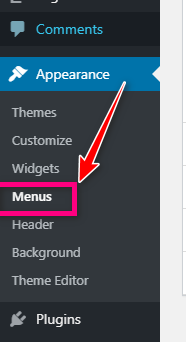 Comments
Appearance
Themes
Customize
Widgets
Menus
Header
Background
Theme Editor
Plugins